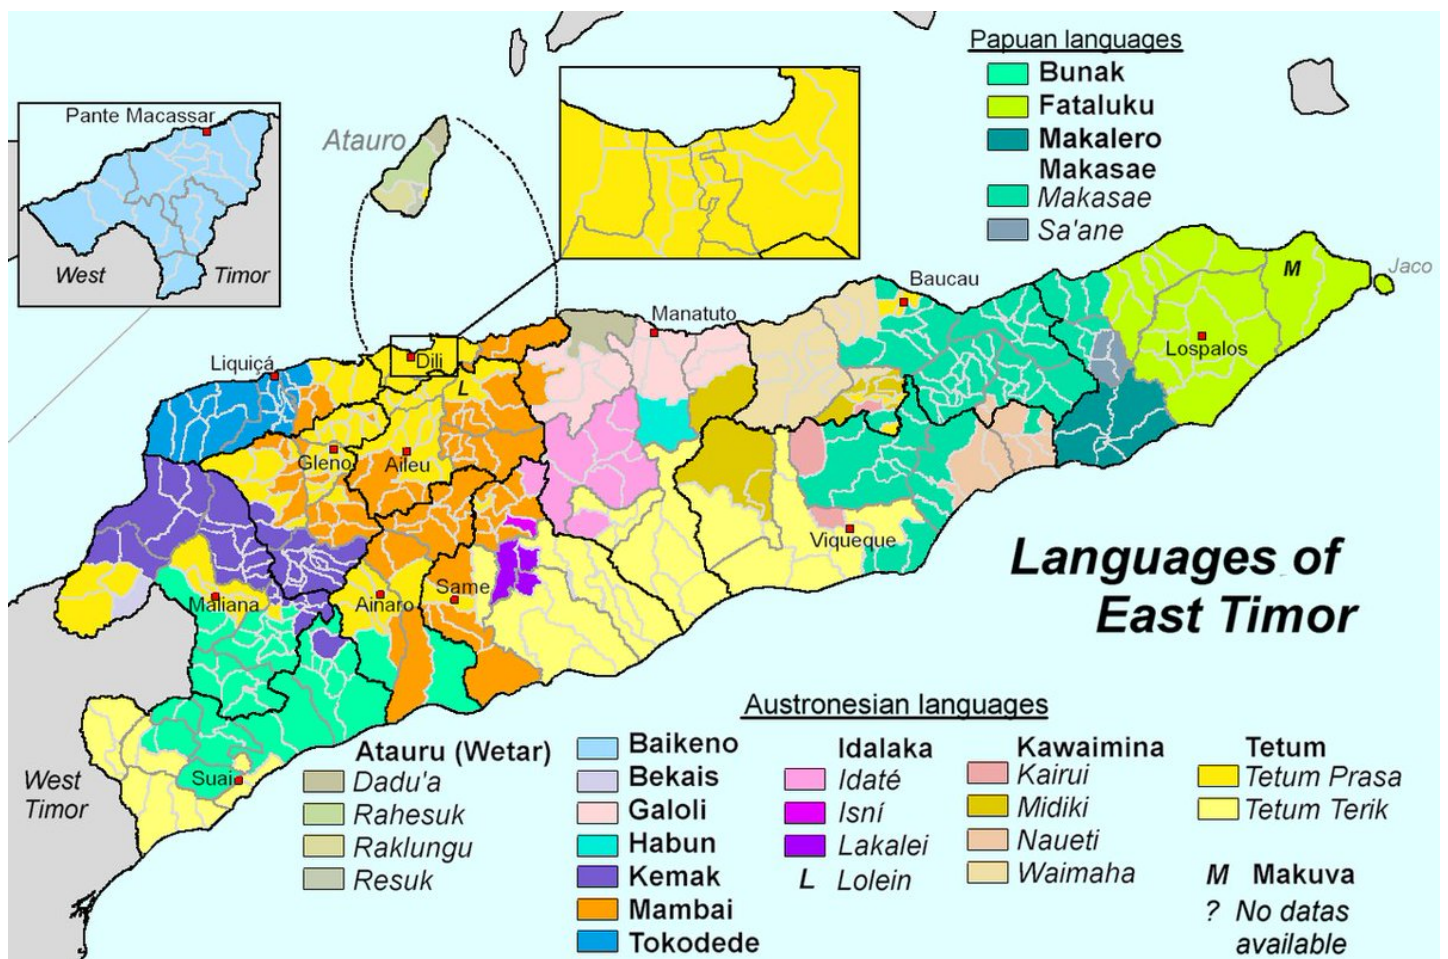 Pante Macassar
West Timor
Atauro
Papuan languages
Bunak
Fataluku
Makalero
Makasae
Makasae
Sa'ane
Jaco
M
Baucau
Manatuto
Lospalos
Dili
Liquiçá
L
Gleno
Aileu
Viqueque
Same
Ainaro
Maliana
Suai
West
Timor
Languages of
East Timor
Austronesian languages
Atauru (Wetar)
Dadu'a
Rahesuk
Raklungu
Resuk
Baikeno
Bekais
Galoli
Habun
Kemak
Mambai
Tokodede
Idalaka
Idaté
Isní
Lakalei
L Lolein
Kawaimina
Kairui
Midiki
Naueti
Waimaha
Tetum
Tetum Prasa
Tetum Terik
M Makuva
? No datas
available